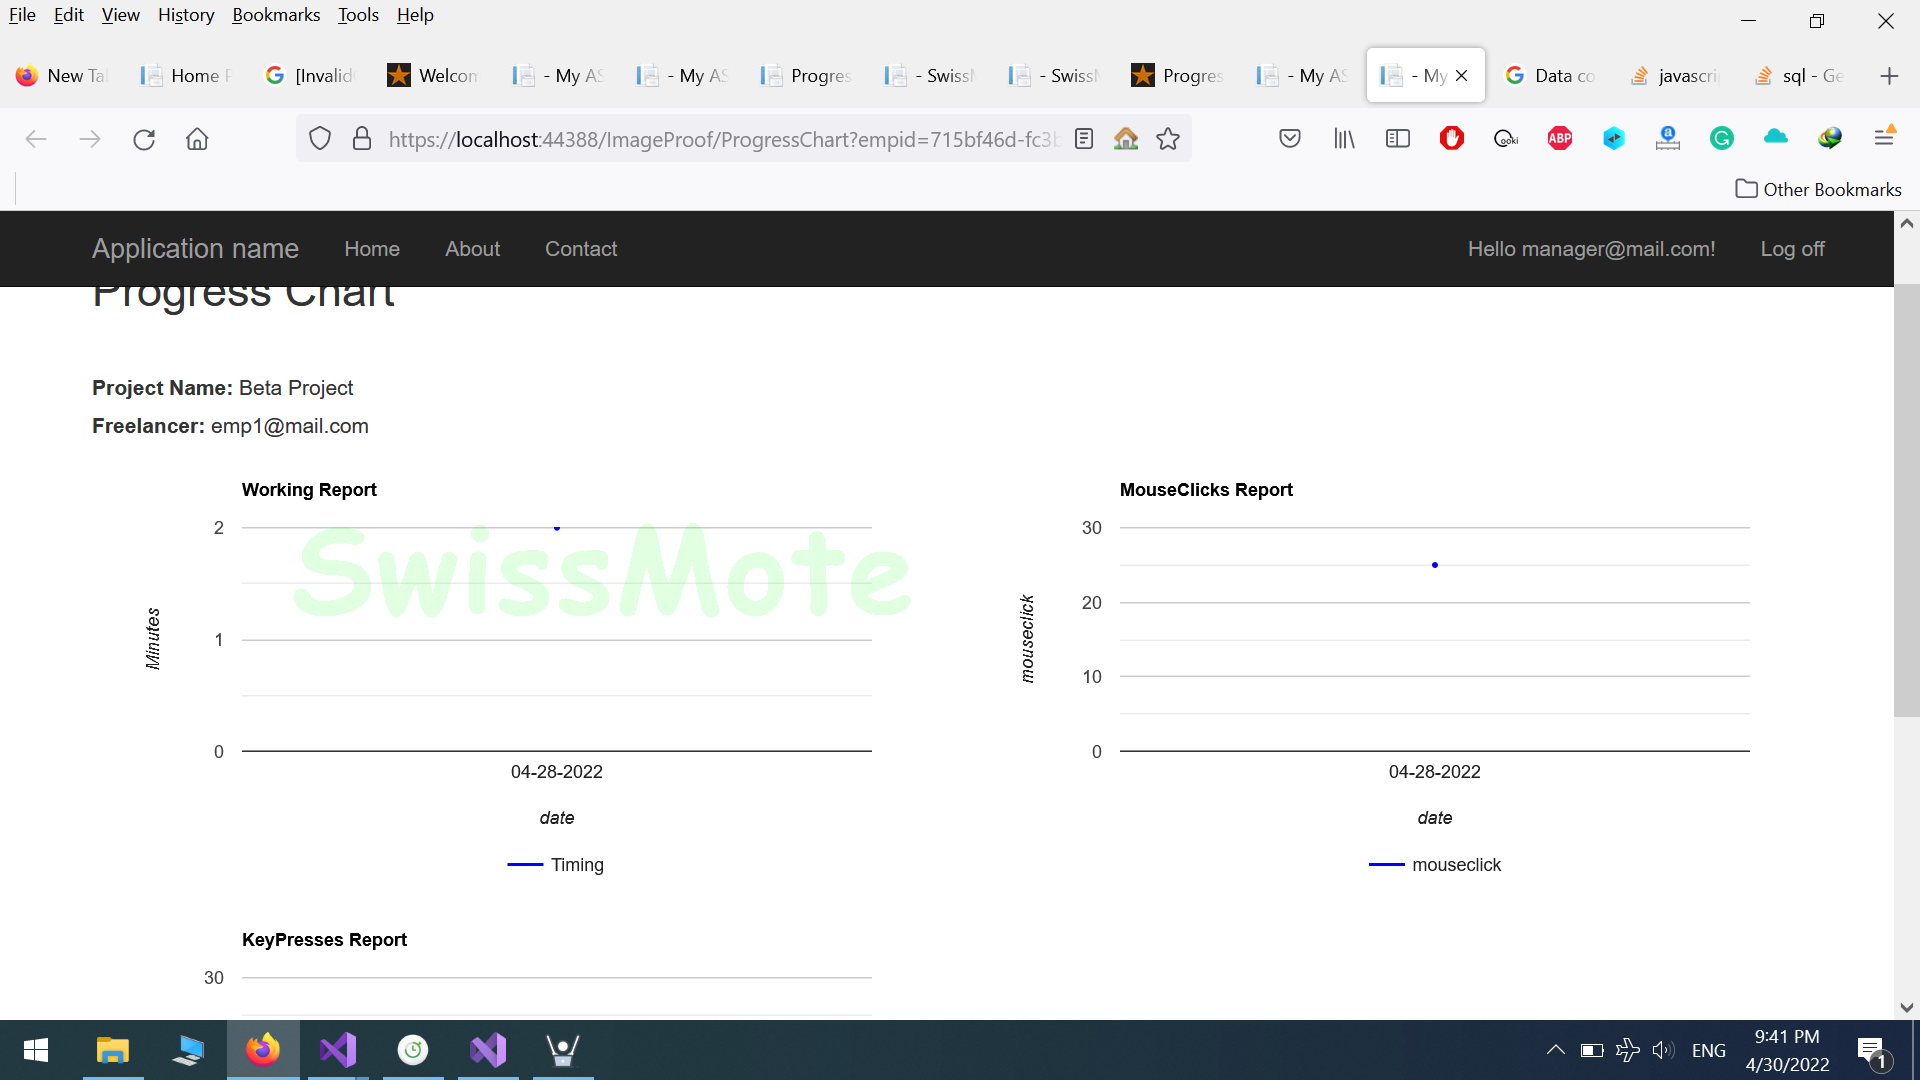 File Edit View History Bookmarks Tools Help
New Ta Home [Invalid Welcom - My AS - My AS Progres - Swiss - Swiss Progres - My AS - My Data co javascri sql - Ge
https://localhost:44388/ImageProof/ProgressChart?empid=715bf46d-fc3b
Other Bookmarks
Application name Home About Contact Hello manager@mail.com! Log off
Progress Chart
Project Name: Beta Project
Freelancer: emp1@mail.com
Working Report
2
1
0
Minutes
SwissMote
04-28-2022
date
Timing
MouseClicks Report
30
20
10
0
mouseclick
04-28-2022
date
mouseclick
KeyPresses Report
30
ENG
9:41 PM
4/30/2022
1